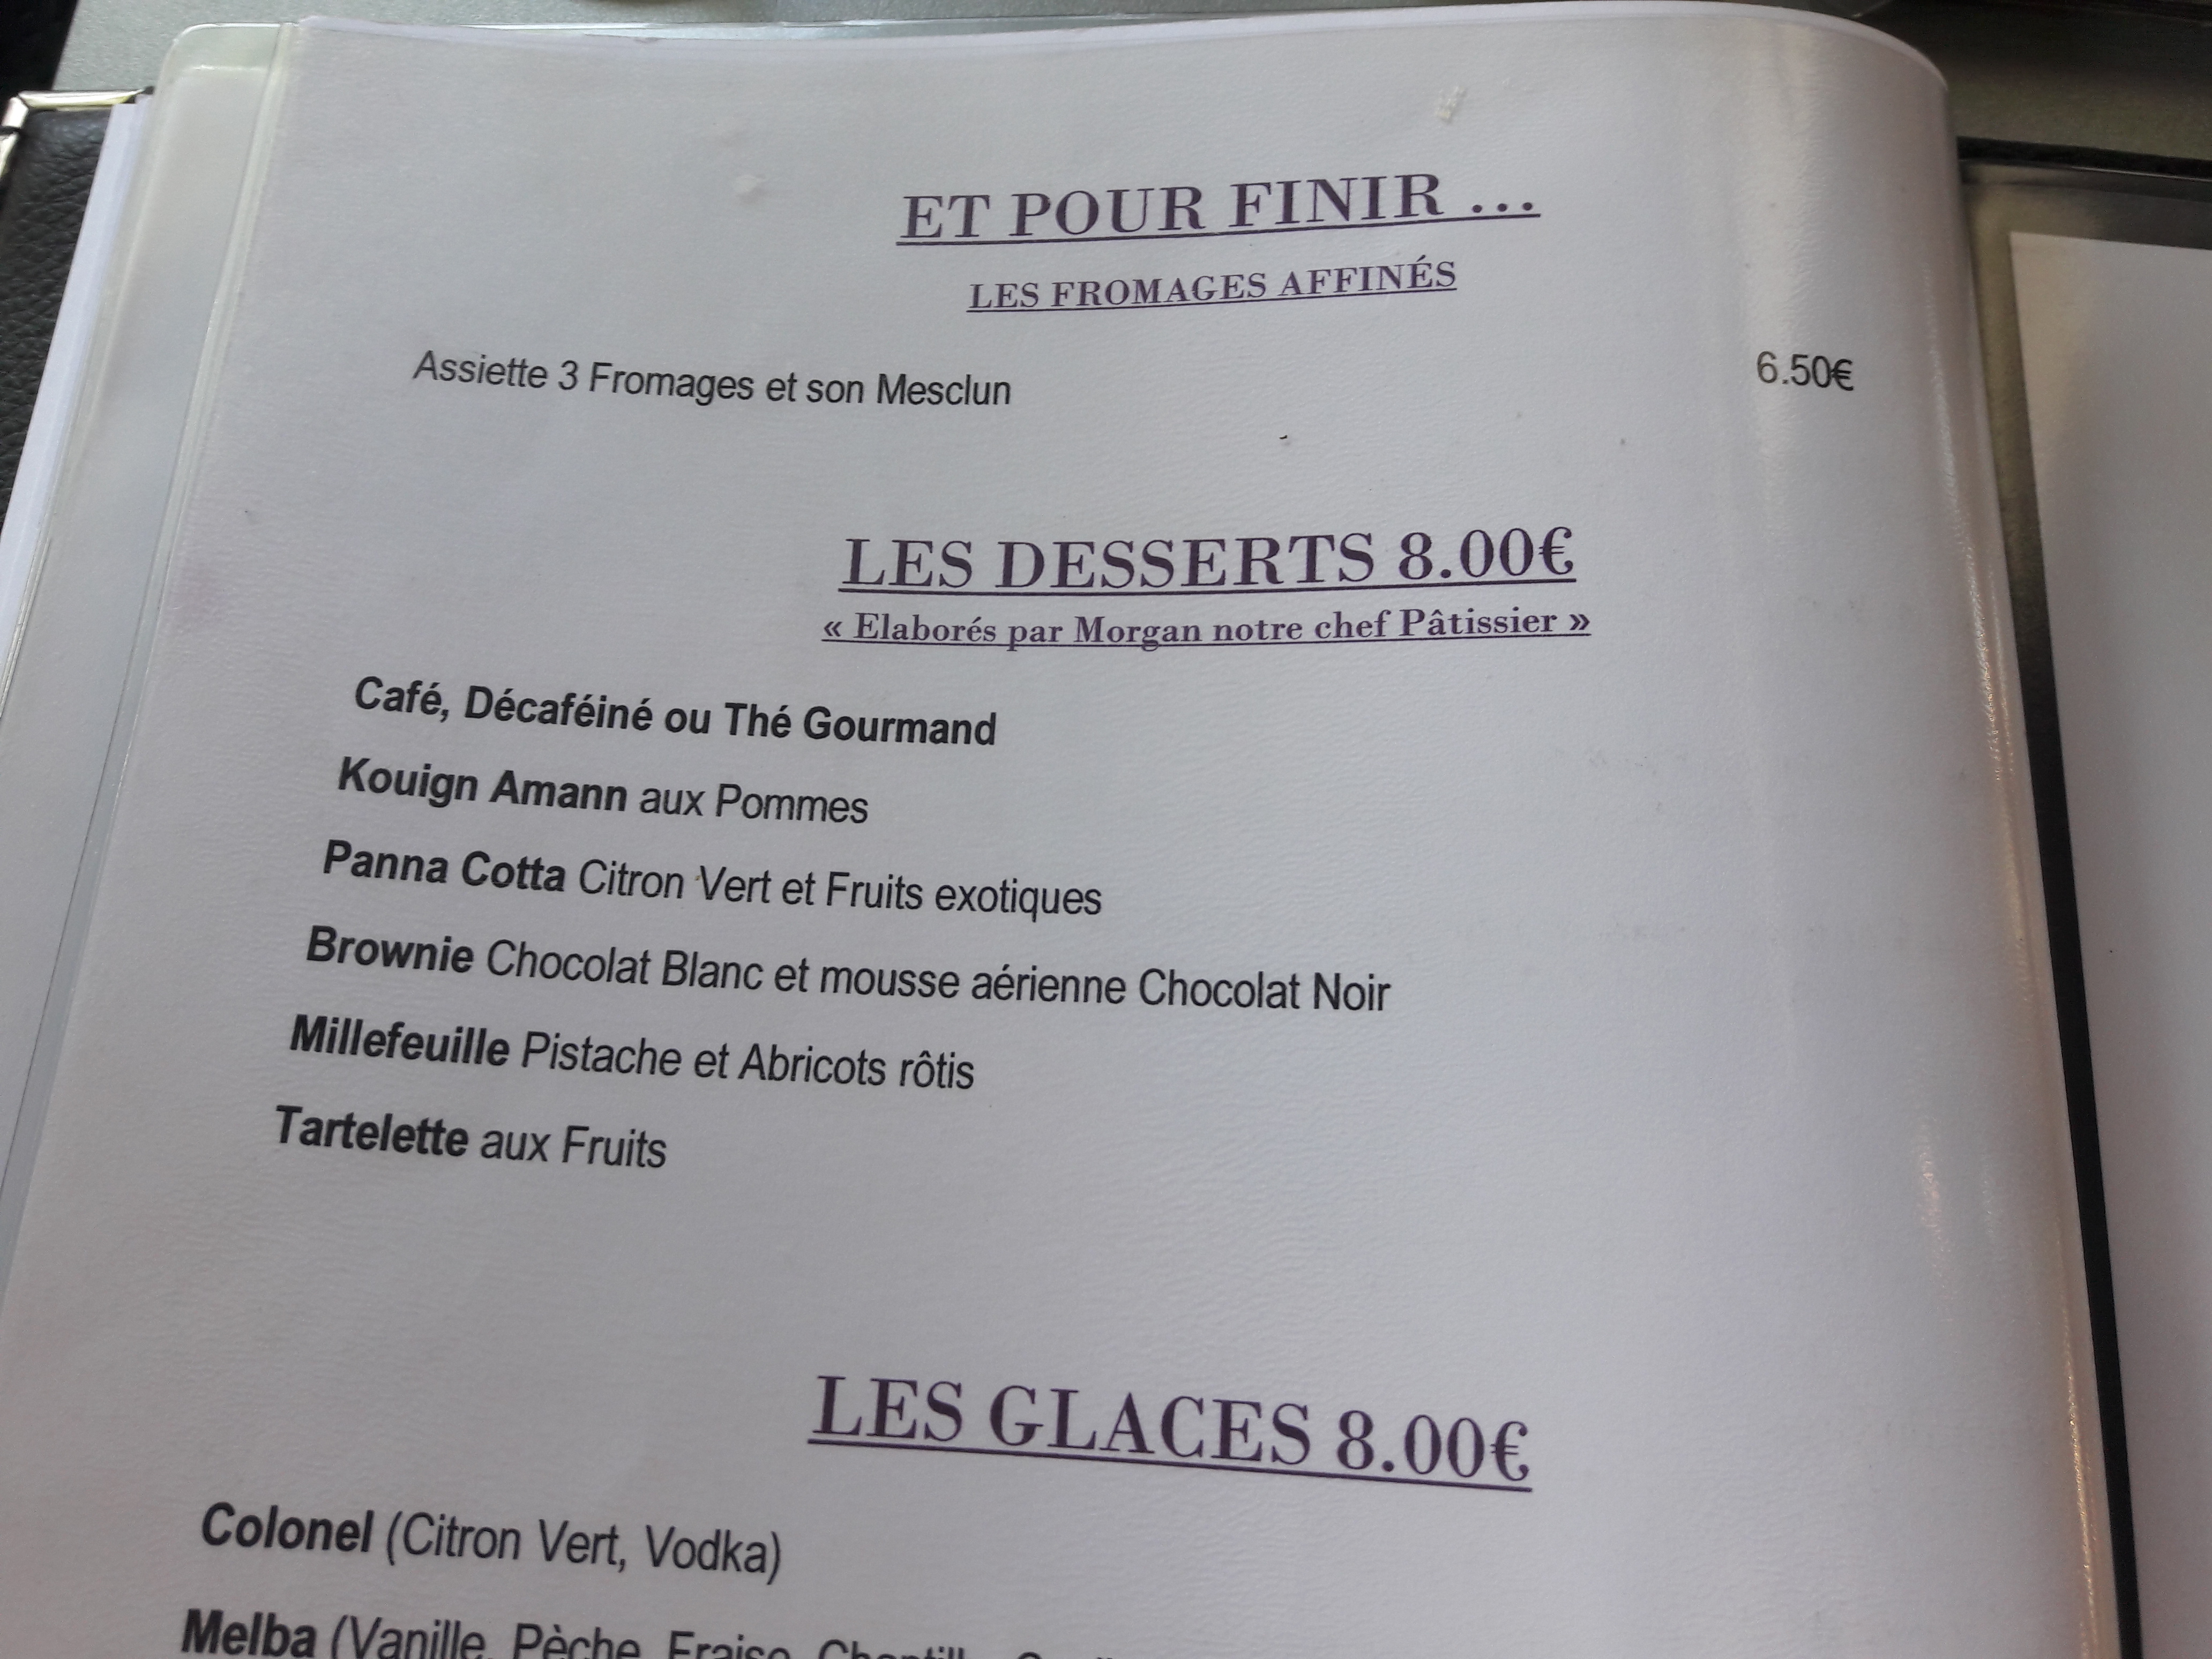 ET POUR FINIR ...
LES FROMAGES AFFINÉS
Assiette 3 Fromages et son Mesclun 6.50€
LES DESSERTS 8.00€
« Elaborés par Morgan notre chef Pâtissier »
Café, Décaféiné ou Thé Gourmand
Kouign Amann aux Pommes
Panna Cotta Citron Vert et Fruits exotiques
Brownie Chocolat Blanc et mousse aérienne Chocolat Noir
Millefeuille Pistache et Abricots rôtis
Tartelette aux Fruits
LES GLACES 8.00€
Colonel (Citron Vert, Vodka)
Melba (Vanille, Pèche, Fraise, Chantilly,